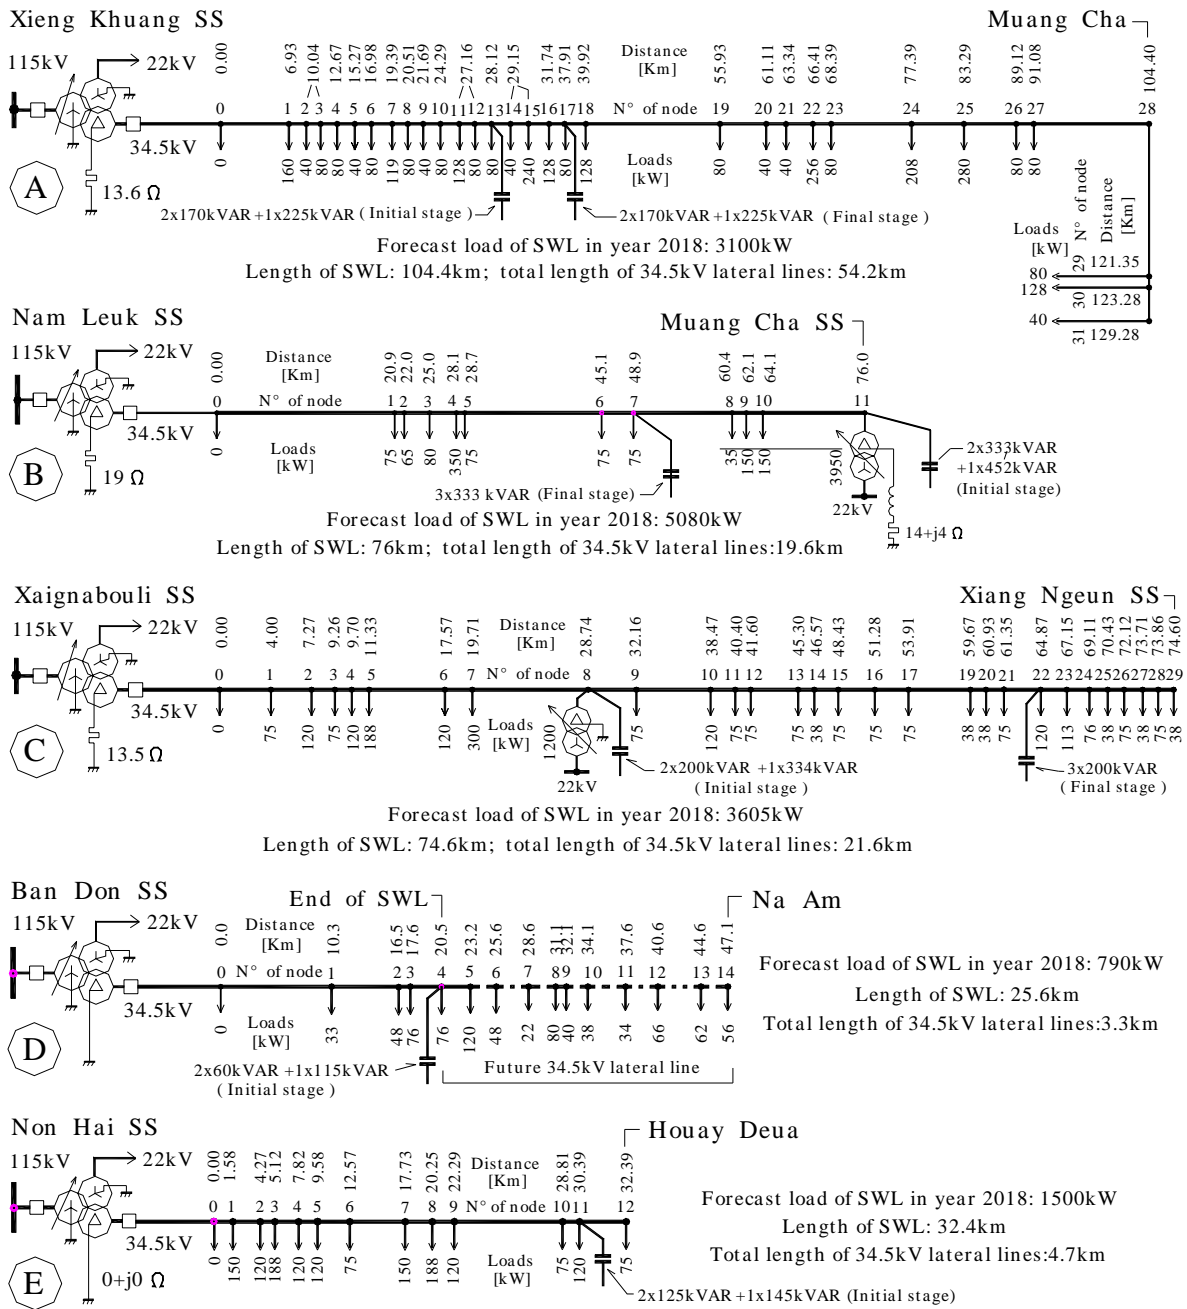 Xieng Khuang SS
Muang Cha
115kV
22kV
34.5kV
13.6 Ω
A
Distance [Km]
0.00 6.93 10.04 12.67 15.27 16.98 19.39 20.51 21.69 24.29 27.16 28.12 29.15 31.74 37.91 39.92 55.93 61.11 63.34 66.41 68.39 77.39 83.29 89.12 91.08 104.40
N° of node
0 1 2 3 4 5 6 7 8 9 10 11 12 13 14 15 16 17 18 19 20 21 22 23 24 25 26 27 28
Loads [kW]
0 160 40 80 80 40 80 119 80 40 80 128 80 80 40 240 128 80 128 80 40 40 256 80 208 280 80 80
2x170kVAR+1x225kVAR (Initial stage)
2x170kVAR+1x225kVAR (Final stage)
Loads [kW] N° of node Distance [Km]
80 29 121.35
128 30 123.28
40 31 129.28
Forecast load of SWL in year 2018: 3100kW
Length of SWL: 104.4km; total length of 34.5kV lateral lines: 54.2km
Nam Leuk SS
Muang Cha SS
115kV
22kV
34.5kV
19 Ω
B
Distance [Km]
0.00 20.9 22.0 25.0 28.1 28.7 45.1 48.9 60.4 62.1 64.1 76.0
N° of node
0 1 2 3 4 5 6 7 8 9 10 11
Loads [kW]
0 75 65 80 350 75 75 75 35 150 150 3950
2x333kVAR
+1x452kVAR
(Initial stage)
3x333 kVAR (Final stage)
22kV
14+j4 Ω
Forecast load of SWL in year 2018: 5080kW
Length of SWL: 76km; total length of 34.5kV lateral lines:19.6km
Xaignabouli SS
Xiang Ngeun SS
115kV
22kV
34.5kV
13.5 Ω
C
Distance [Km]
0.00 4.00 7.27 9.26 9.70 11.33 17.57 19.71 28.74 32.16 38.47 40.40 41.60 45.30 46.57 48.43 51.28 53.91 59.67 60.93 61.35 64.87 67.15 69.11 70.43 72.12 73.71 73.86 74.60
N° of node
0 1 2 3 4 5 6 7 8 9 10 11 12 13 14 15 16 17 19 20 21 22 23 24 25 26 27 28 29
Loads [kW]
0 75 120 75 120 188 120 300 1200 75 120 75 75 75 38 75 75 75 38 38 75 120 113 76 38 75 38 75 38
22kV
2x200kVAR +1x334kVAR
(Initial stage)
3x200kVAR
(Final stage)
Forecast load of SWL in year 2018: 3605kW
Length of SWL: 74.6km; total length of 34.5kV lateral lines: 21.6km
Ban Don SS
End of SWL
Na Am
115kV
22kV
34.5kV
D
Distance [Km]
0.0 10.3 16.5 17.6 20.5 23.2 25.6 28.6 31.1 32.1 34.1 37.6 40.6 44.6 47.1
N° of node
0 1 2 3 4 5 6 7 8 9 10 11 12 13 14
Loads [kW]
0 33 48 76 76 120 48 22 80 40 38 34 66 62 56
2x60kVAR +1x115kVAR
(Initial stage)
Future 34.5kV lateral line
Forecast load of SWL in year 2018: 790kW
Length of SWL: 25.6km
Total length of 34.5kV lateral lines:3.3km
Non Hai SS
Houay Deua
115kV
22kV
34.5kV
0+j0 Ω
E
Distance [Km]
0.00 1.58 4.27 5.12 7.82 9.58 12.57 17.73 20.25 22.29 28.81 30.39 32.39
N° of node
0 1 2 3 4 5 6 7 8 9 10 11 12
Loads [kW]
0 150 120 188 120 120 75 150 188 120 75 120 75
2x125kVAR+1x145kVAR (Initial stage)
Forecast load of SWL in year 2018: 1500kW
Length of SWL: 32.4km
Total length of 34.5kV lateral lines:4.7km